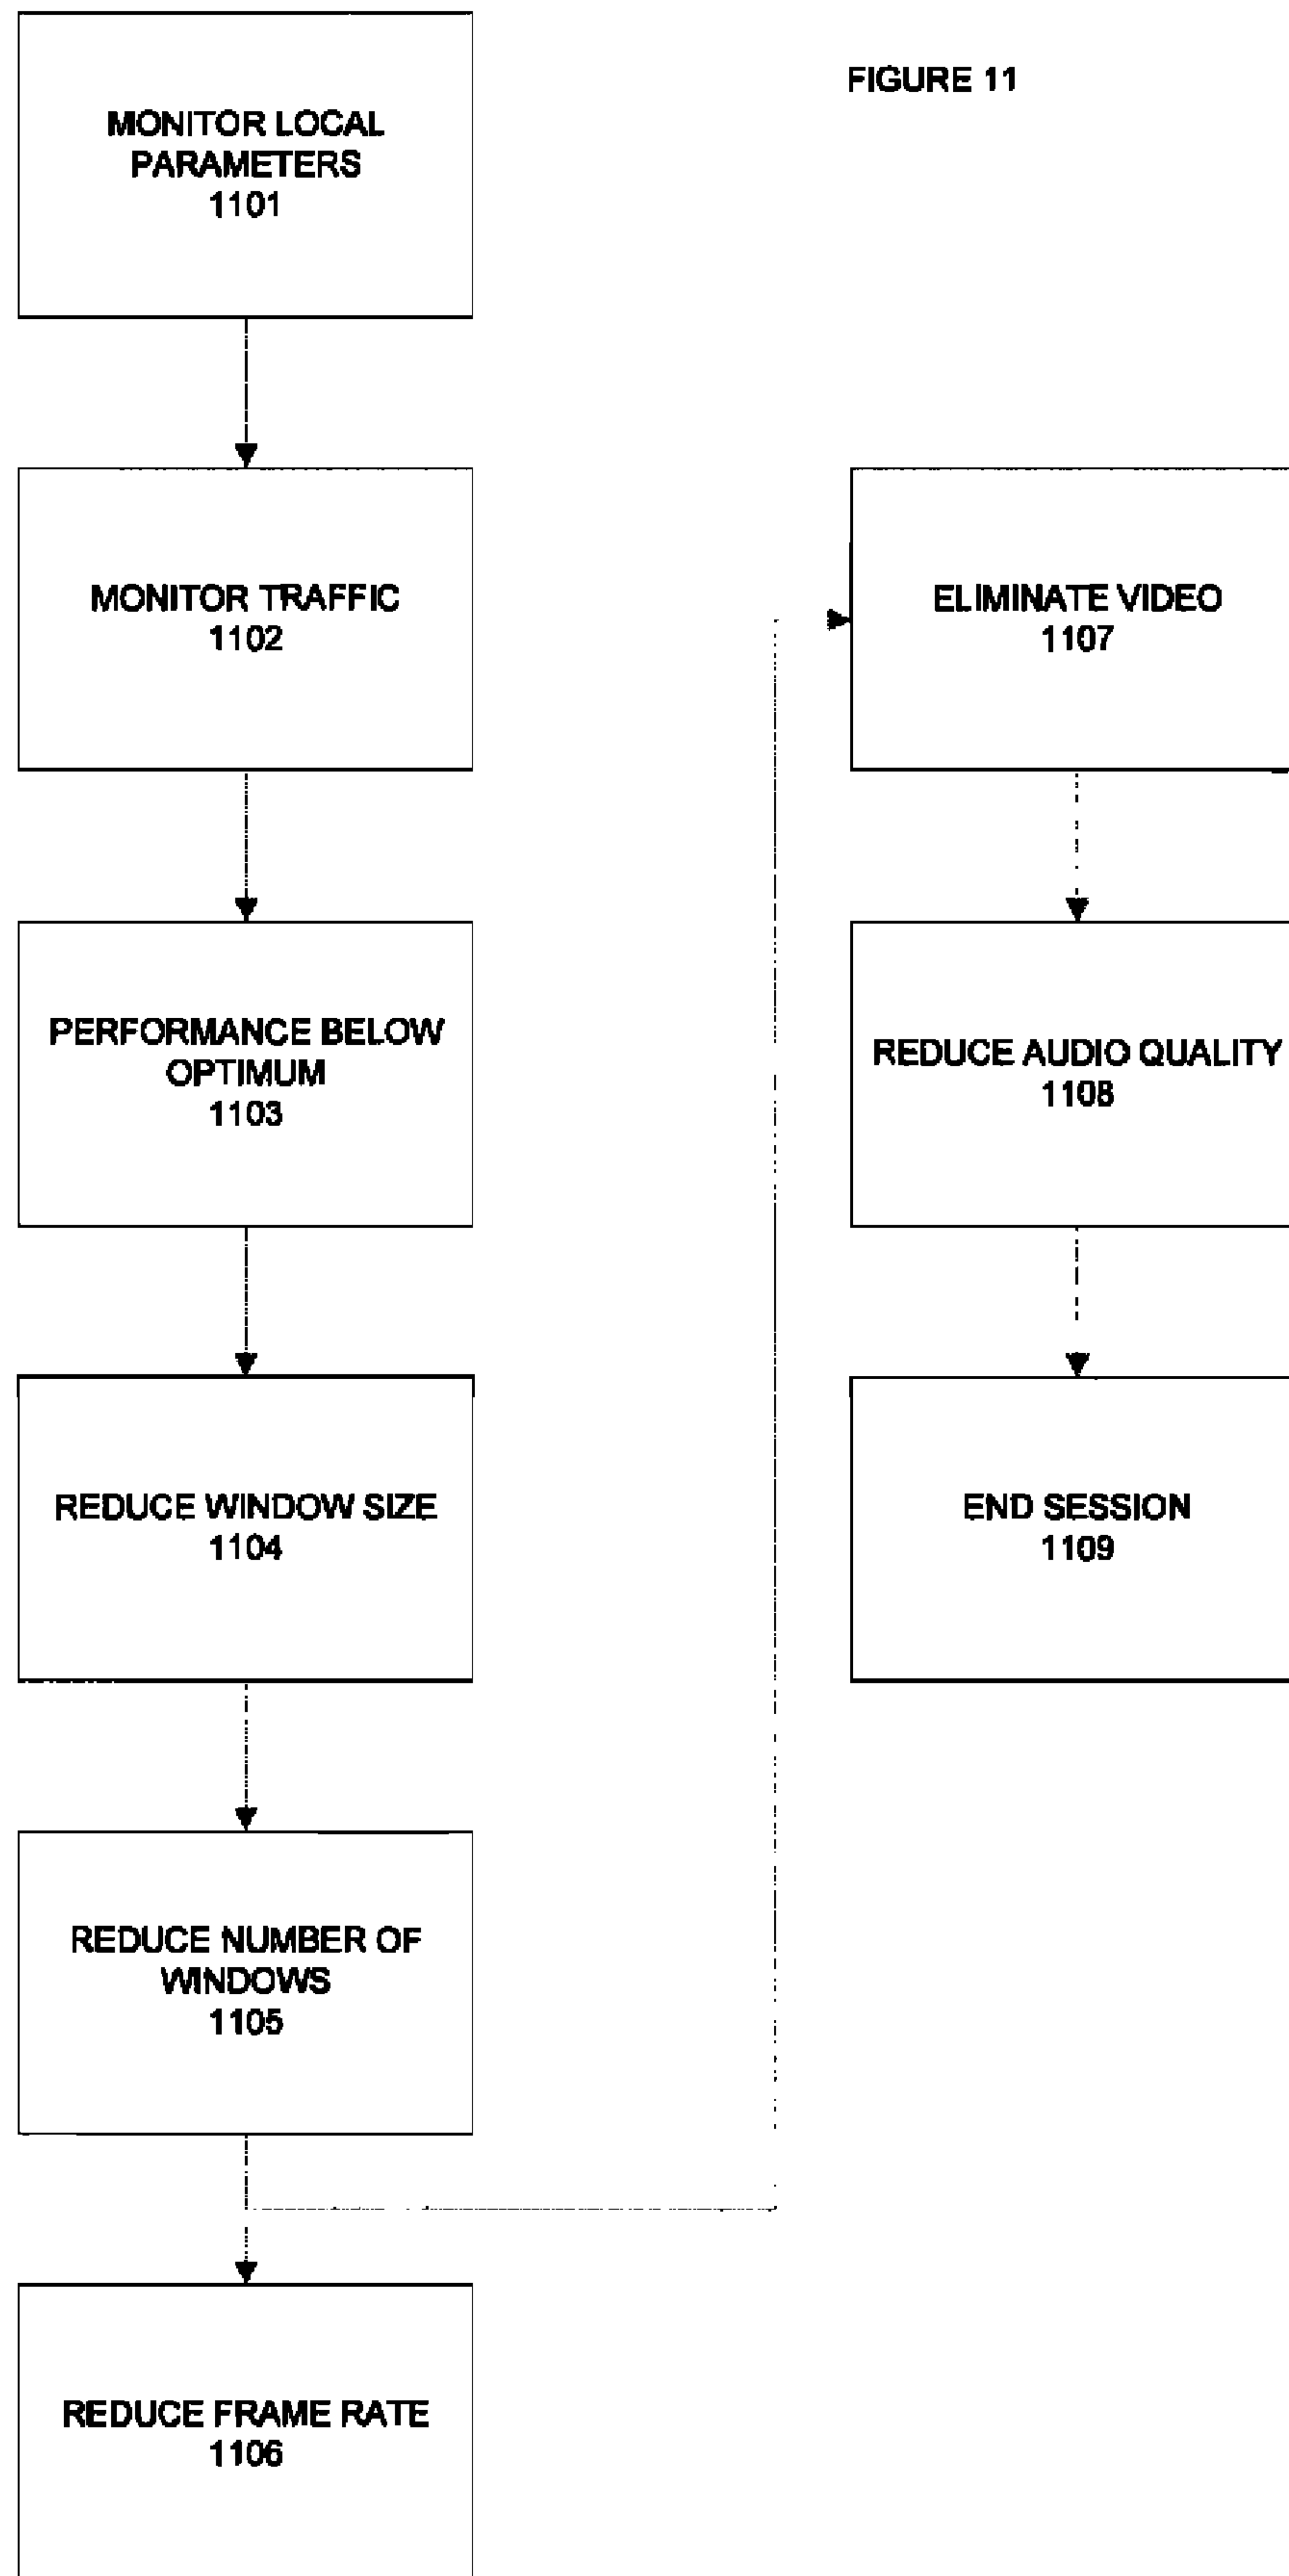 FIGURE 11
MONITOR LOCAL
PARAMETERS
1101
MONITOR TRAFFIC
1102
PERFORMANCE BELOW
OPTIMUM
1103
REDUCE WINDOW SIZE
1104
REDUCE NUMBER OF
WINDOWS
1105
REDUCE FRAME RATE
1106
ELIMINATE VIDEO
1107
REDUCE AUDIO QUALITY
1108
END SESSION
1109